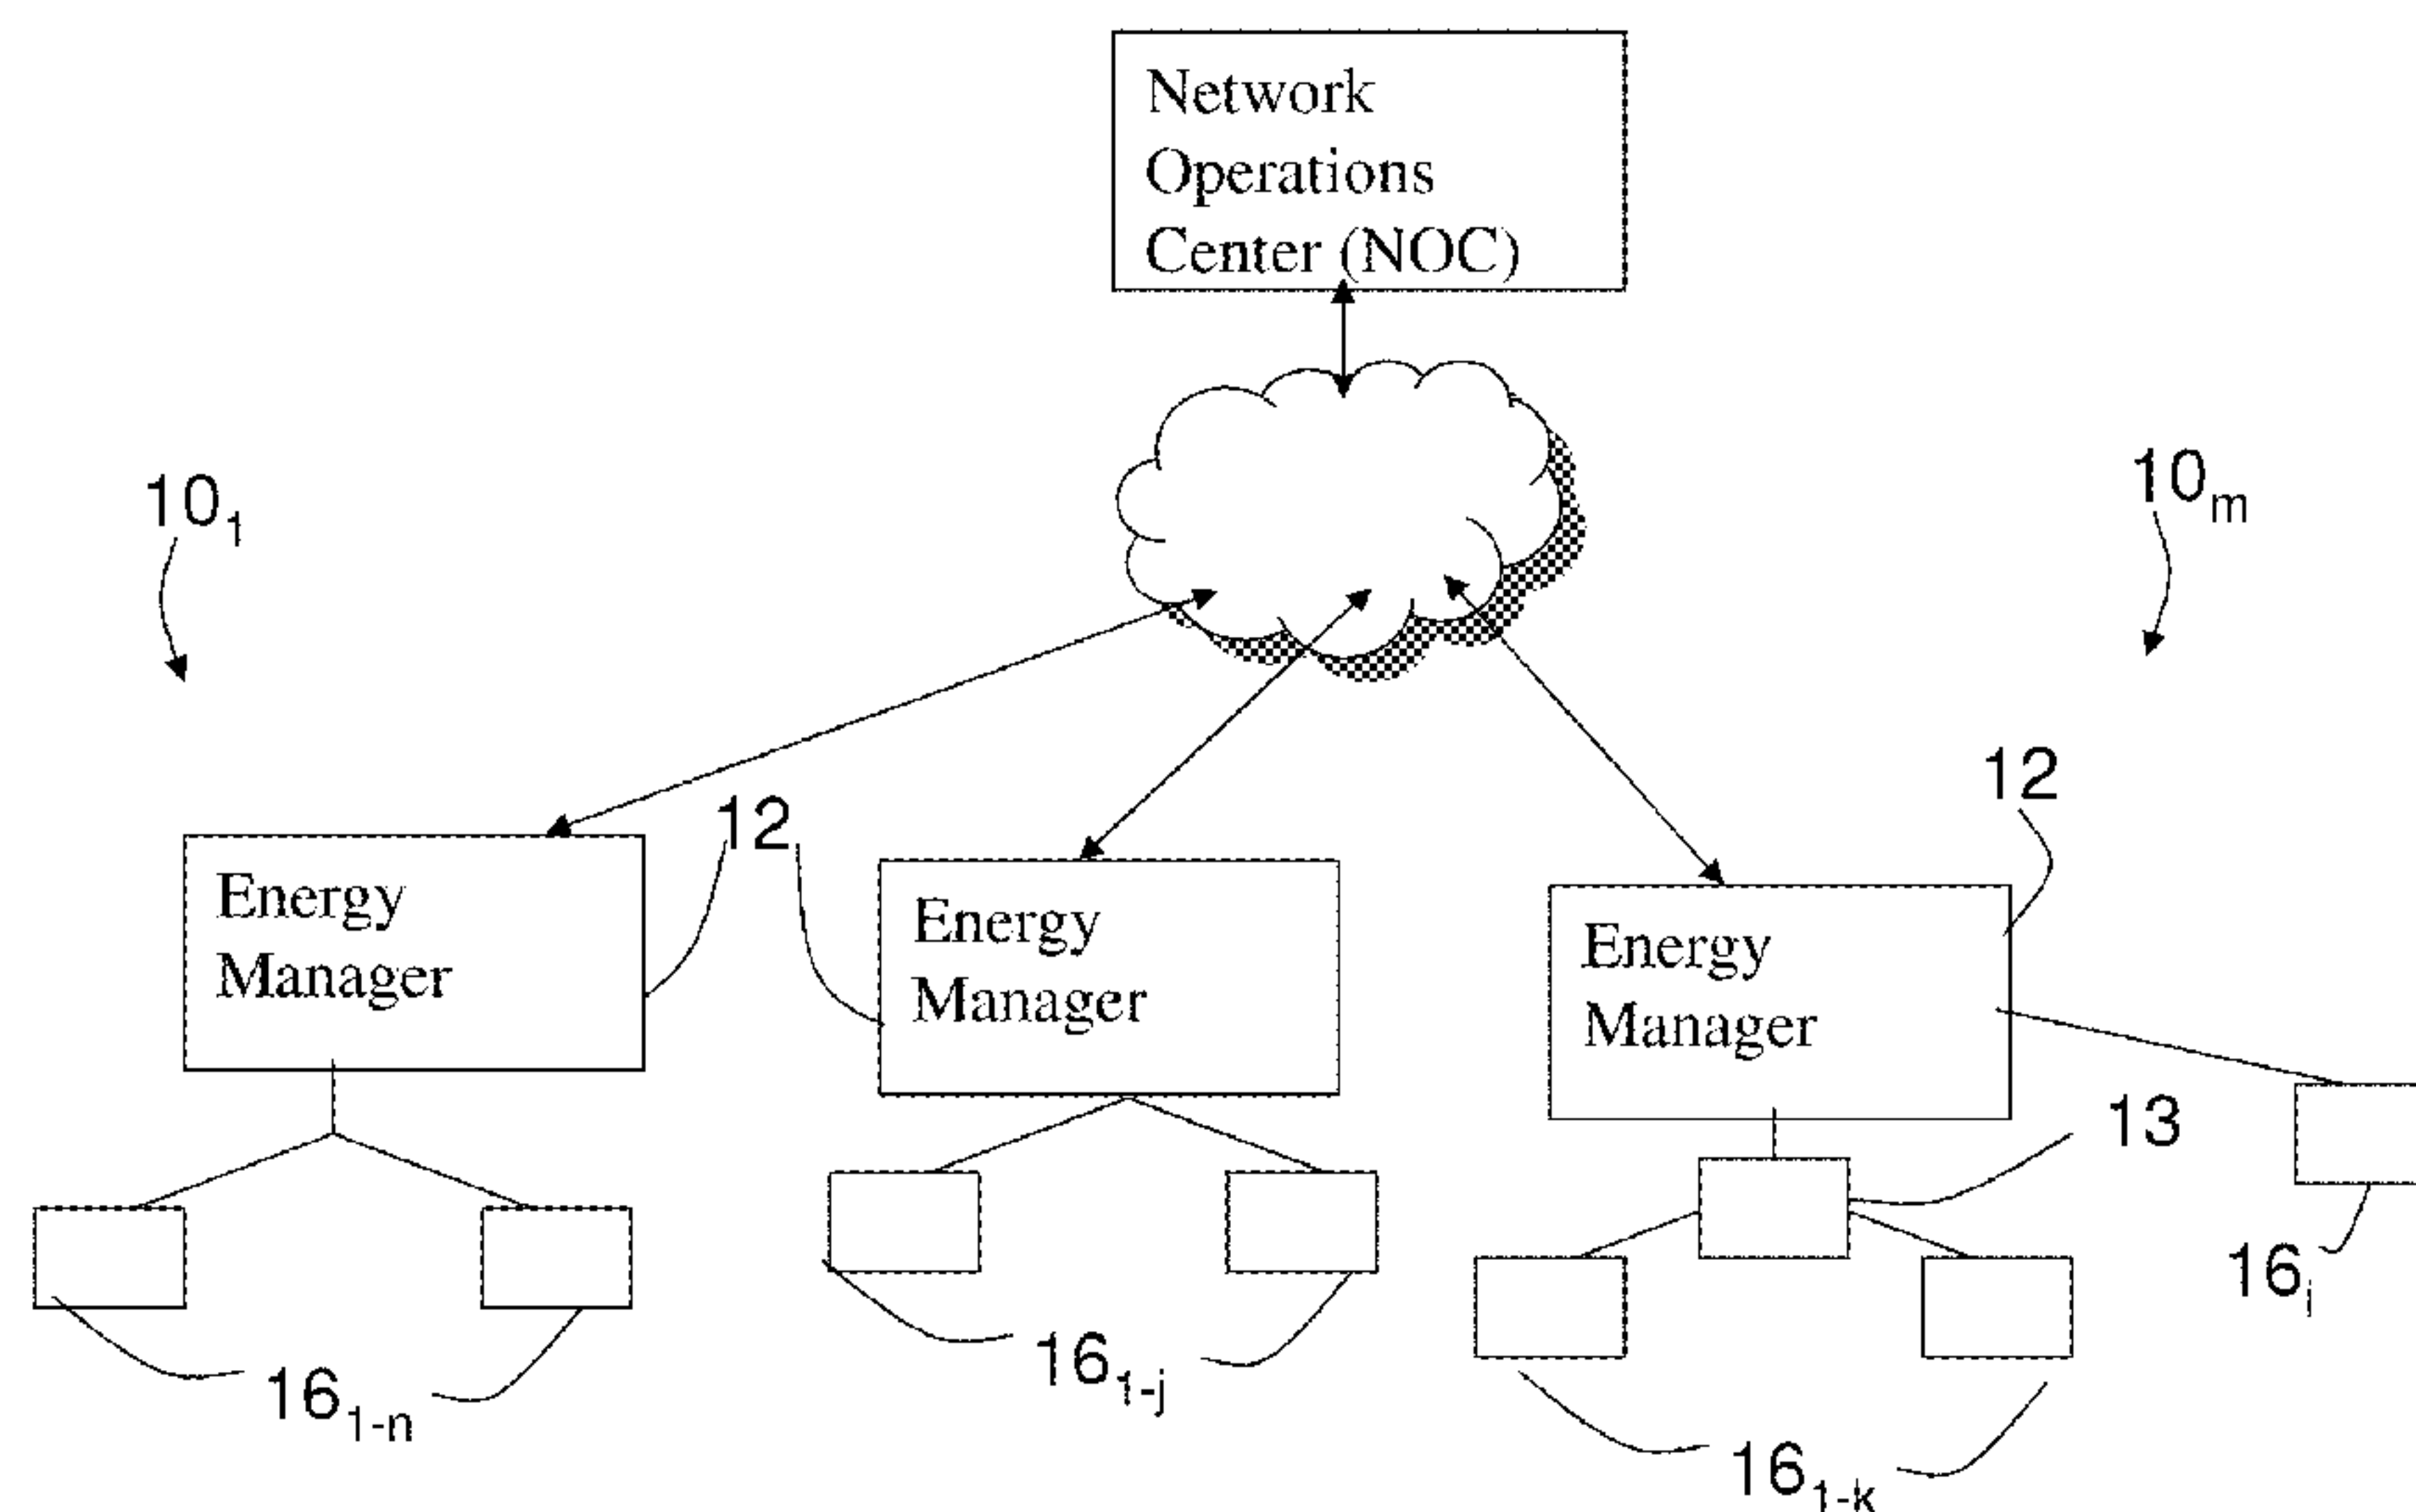 Network
Operations
Center (NOC)
10₁
10ₘ
12
12
Energy
Manager
Energy
Manager
Energy
Manager
13
16ᵢ
16₁₋ₙ
16₁₋ⱼ
16₁₋ₖ